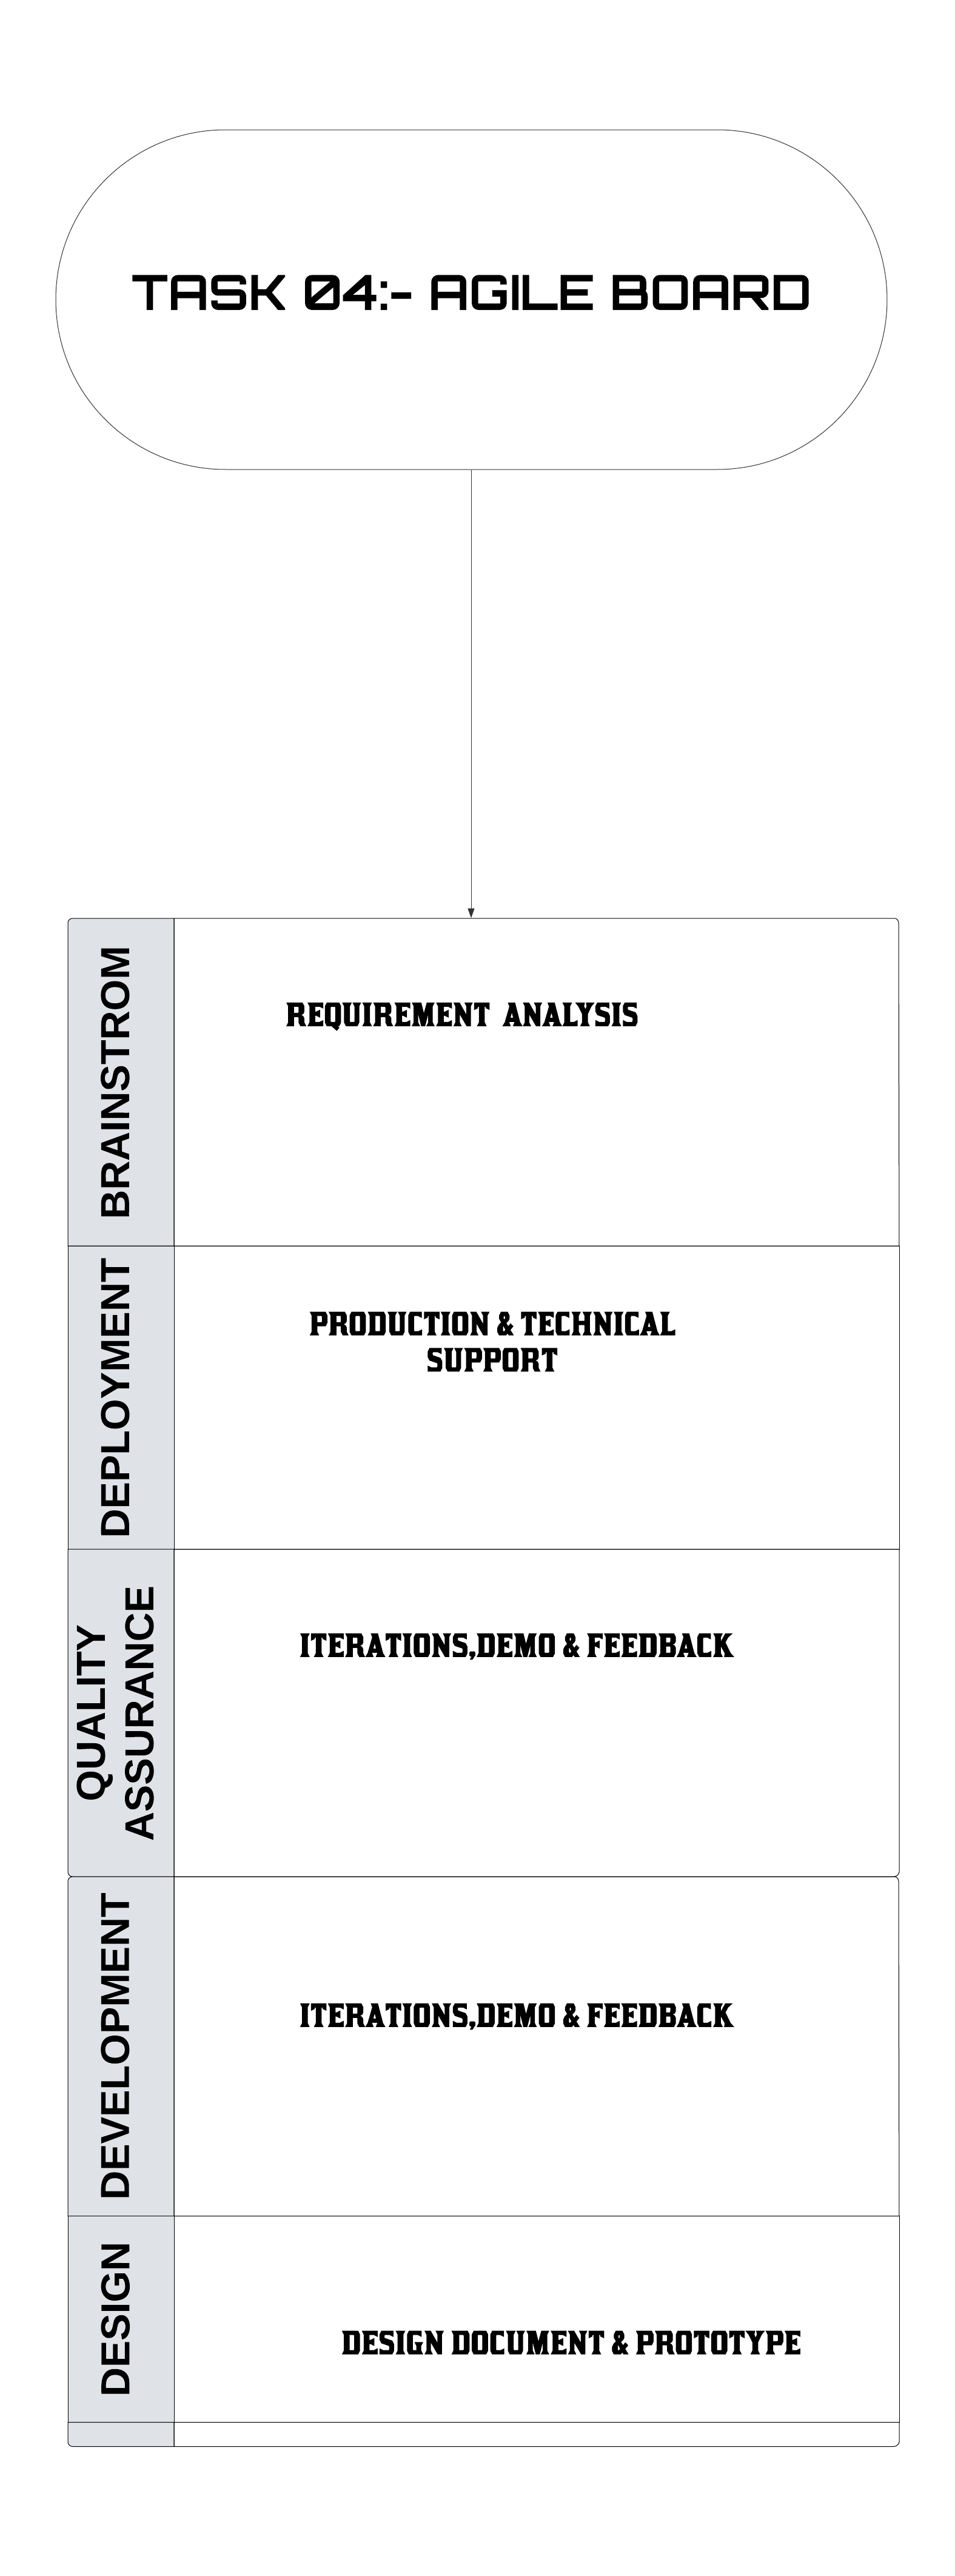 TASK 04:- AGILE BOARD
BRAINSTROM
REQUIREMENT ANALYSIS
DEPLOYMENT
PRODUCTION & TECHNICAL
SUPPORT
QUALITY
ASSURANCE
ITERATIONS,DEMO & FEEDBACK
DEVELOPMENT
ITERATIONS,DEMO & FEEDBACK
DESIGN
DESIGN DOCUMENT & PROTOTYPE